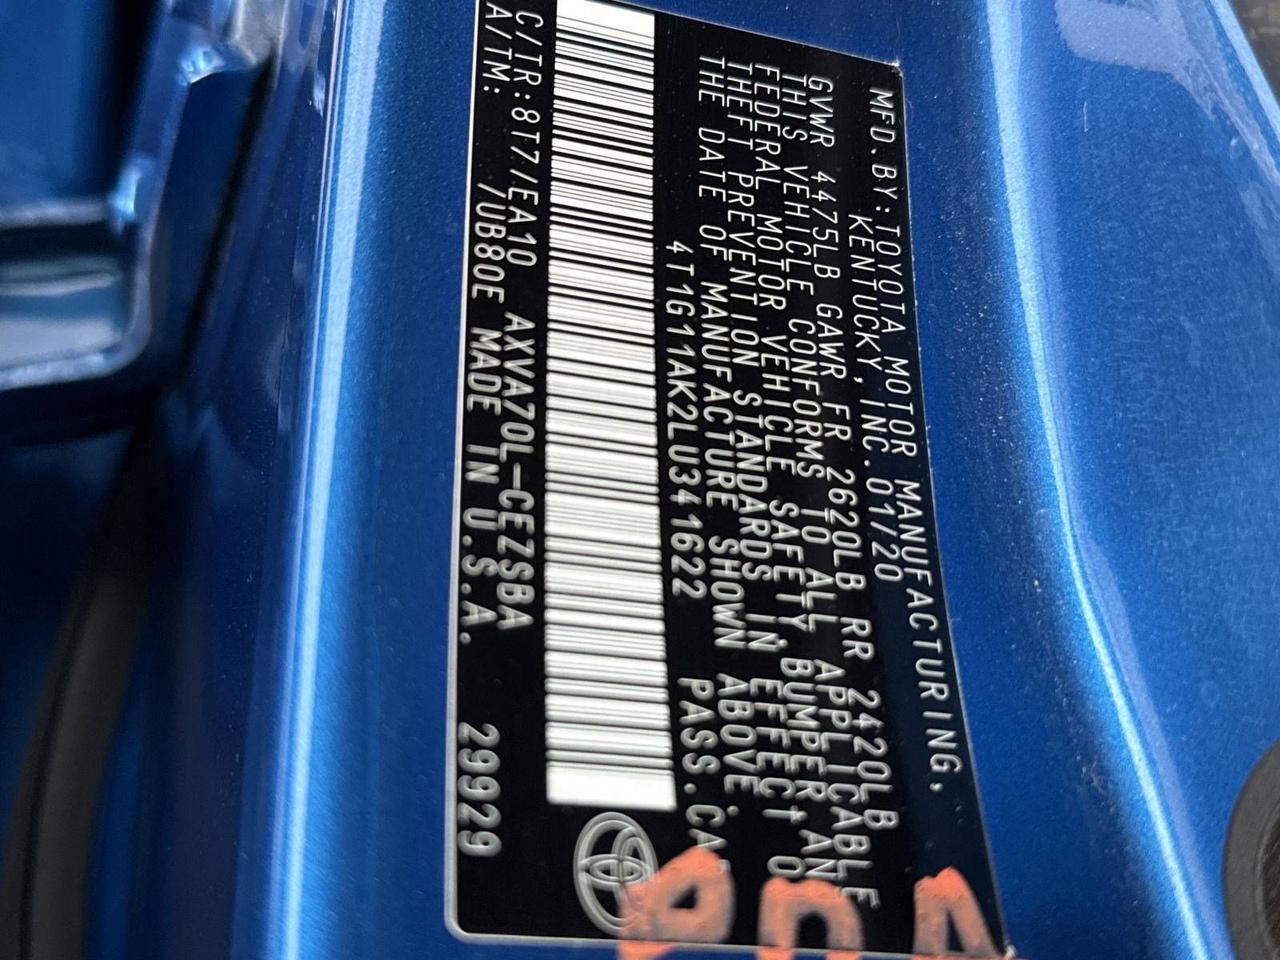 MFD. BY: TOYOTA MOTOR MANUFACTURING,
KENTUCKY, INC. 01/20
GVWR 4475LB GAWR FR 2620LB RR 2420LB
THIS VEHICLE CONFORMS TO ALL APPLICABLE
FEDERAL MOTOR VEHICLE SAFETY, BUMPER, AN
THEFT PREVENTION STANDARDS IN EFFECT O
THE DATE OF MANUFACTURE SHOWN ABOVE.
4T1G11AK2LU341622 PASS.CA
C/TR: 8T7/EA10 AXVA70L-CEZSBA
A/TM: /UB80E MADE IN U.S.A. 29929